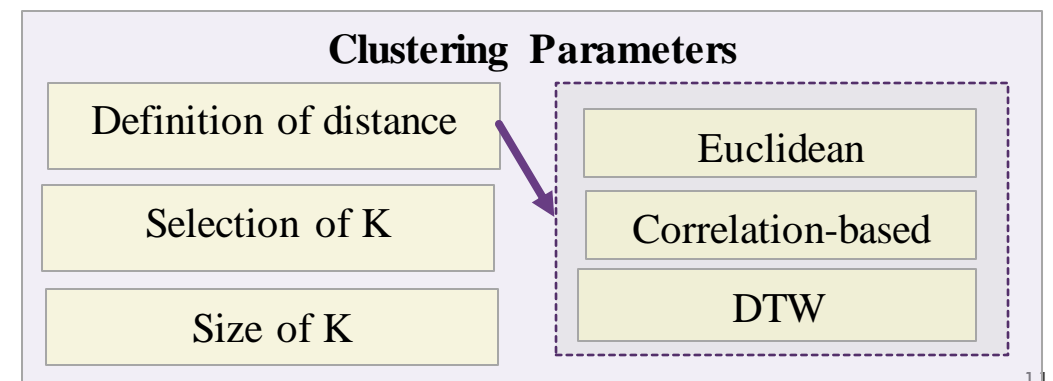 Clustering Parameters
Definition of distance
Selection of K
Size of K
Euclidean
Correlation-based
DTW